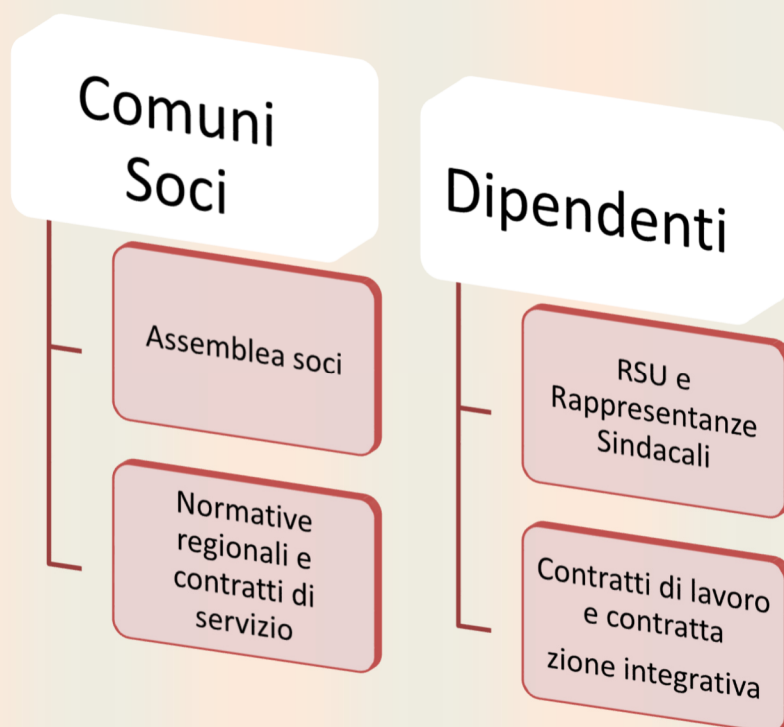 Comuni
Soci
Assemblea soci
Normative
regionali e
contratti di
servizio
Dipendenti
RSU e
Rappresentanze
Sindacali
Contratti di lavoro
e contratta
zione integrativa